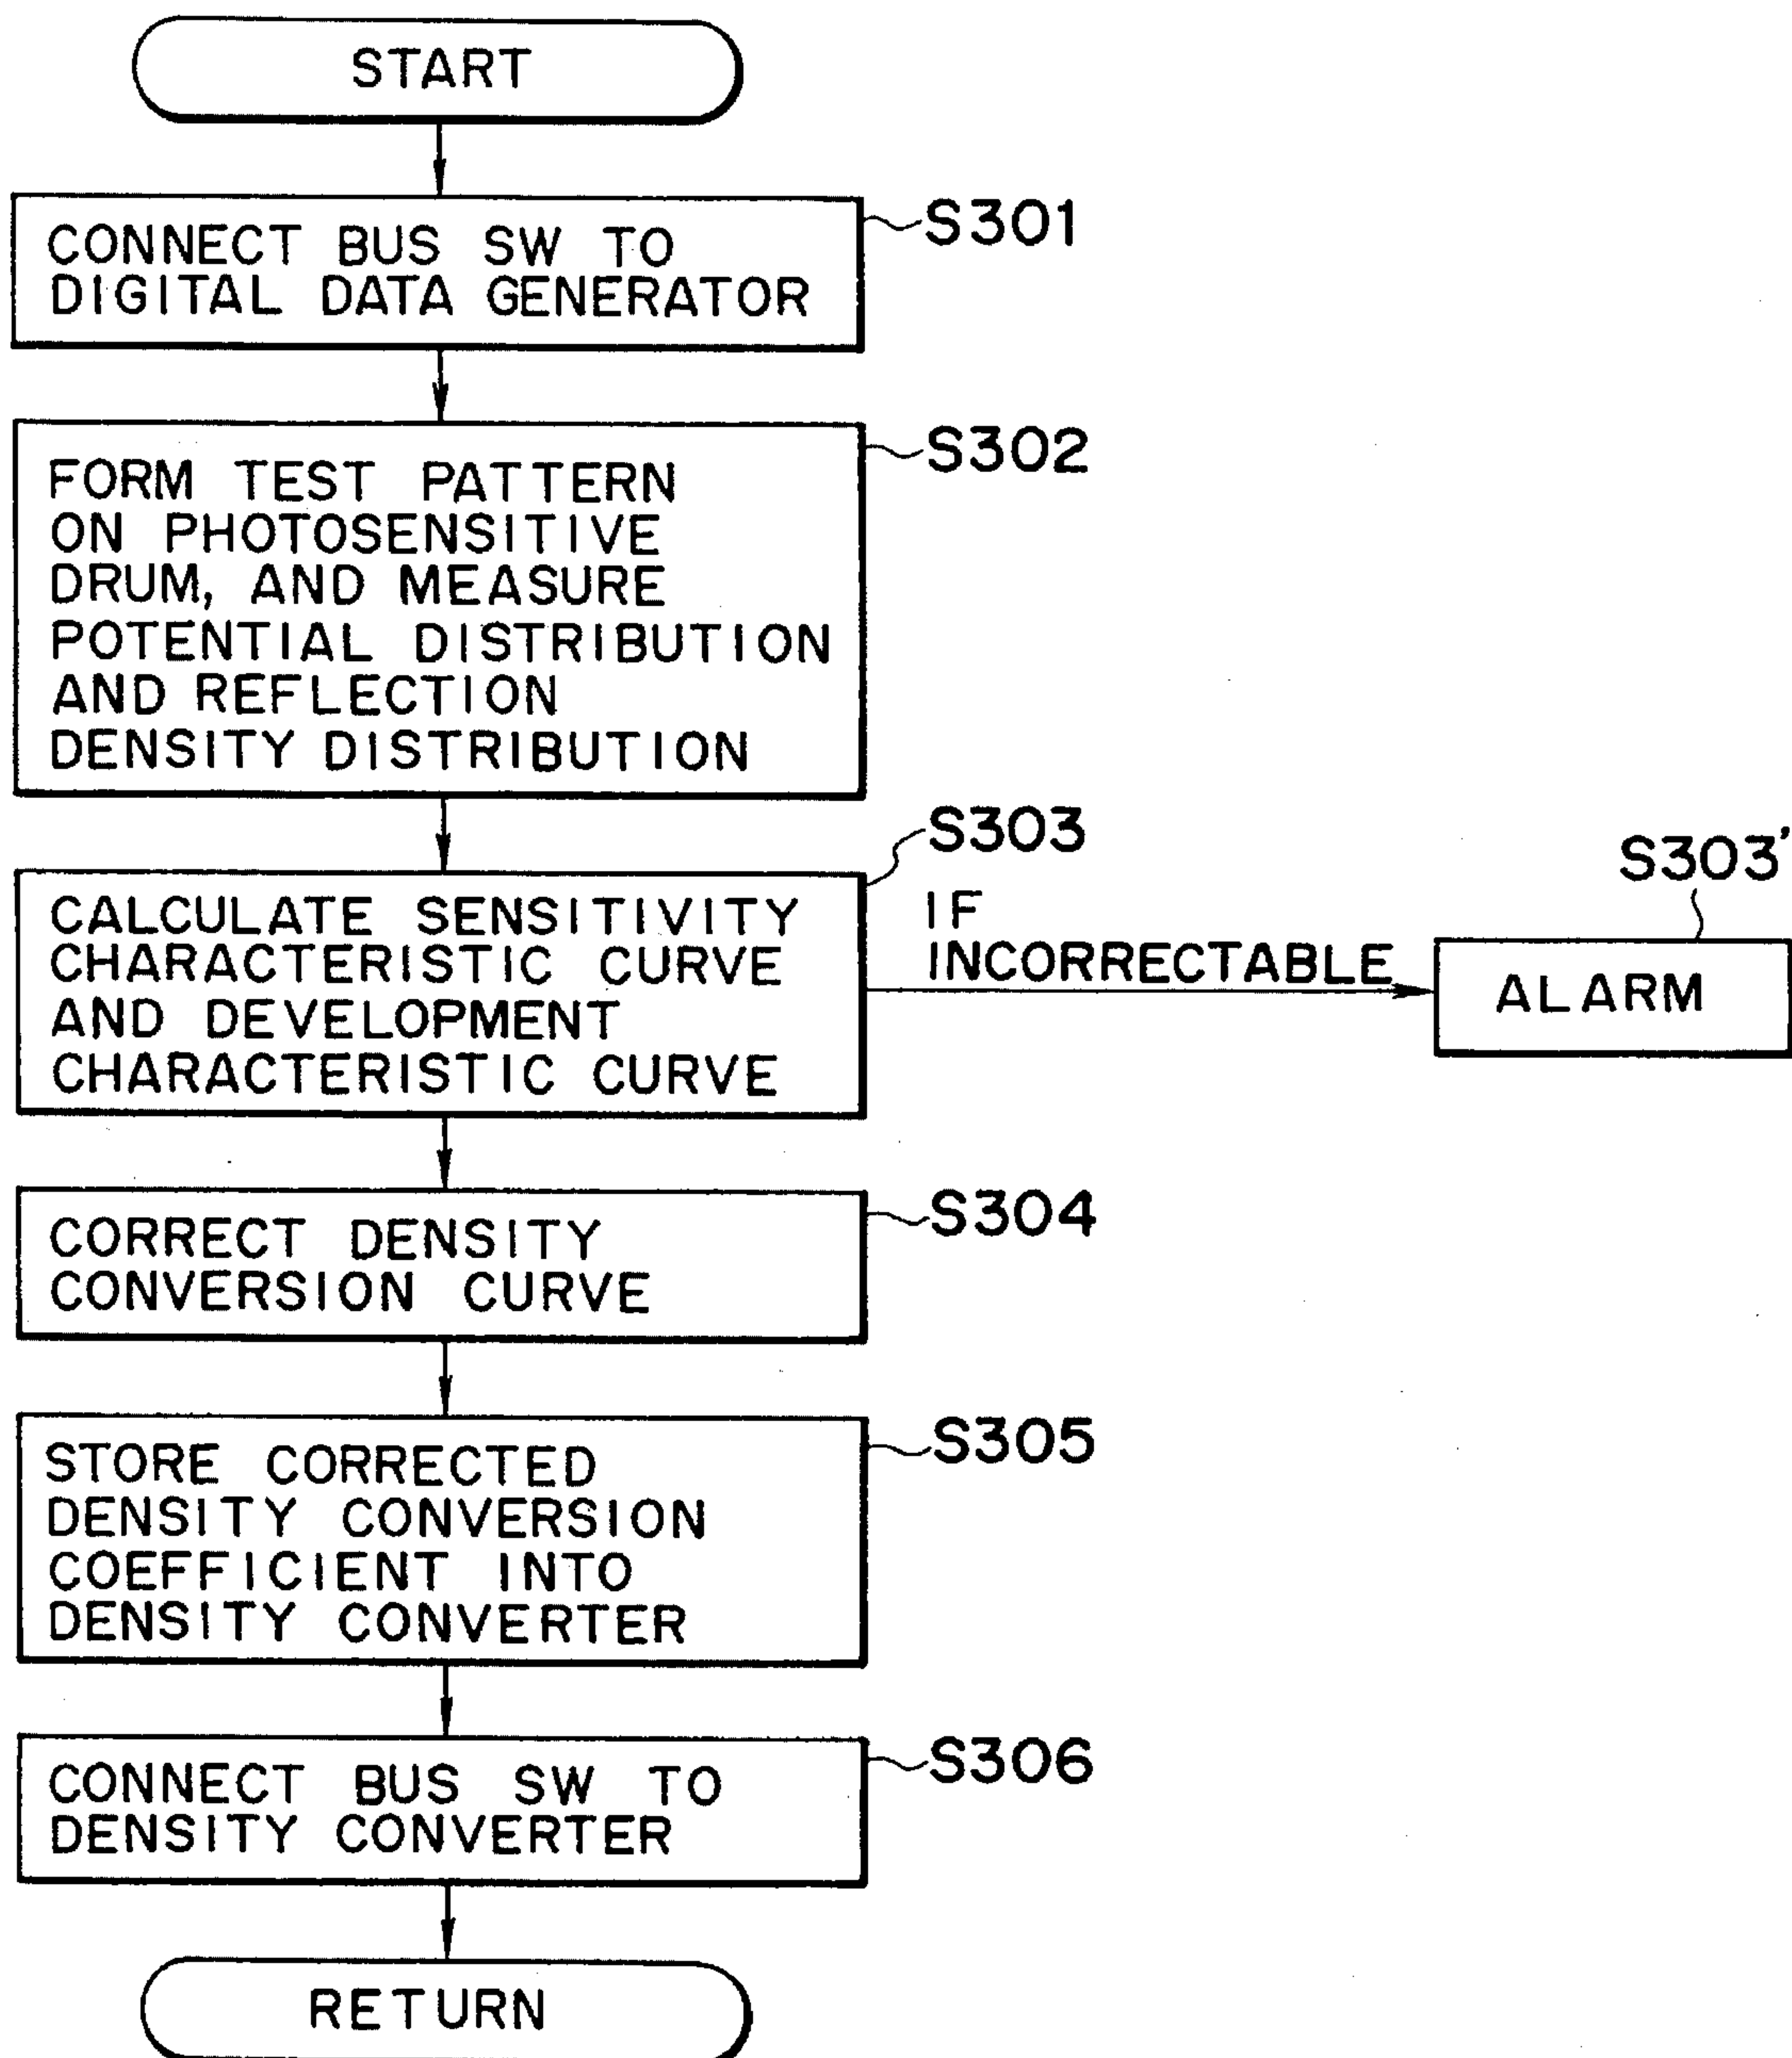 START
S301
CONNECT BUS SW TO
DIGITAL DATA GENERATOR
S302
FORM TEST PATTERN
ON PHOTOSENSITIVE
DRUM, AND MEASURE
POTENTIAL DISTRIBUTION
AND REFLECTION
DENSITY DISTRIBUTION
S303
CALCULATE SENSITIVITY
CHARACTERISTIC CURVE
AND DEVELOPMENT
CHARACTERISTIC CURVE
IF
INCORRECTABLE
S303'
ALARM
S304
CORRECT DENSITY
CONVERSION CURVE
S305
STORE CORRECTED
DENSITY CONVERSION
COEFFICIENT INTO
DENSITY CONVERTER
S306
CONNECT BUS SW TO
DENSITY CONVERTER
RETURN